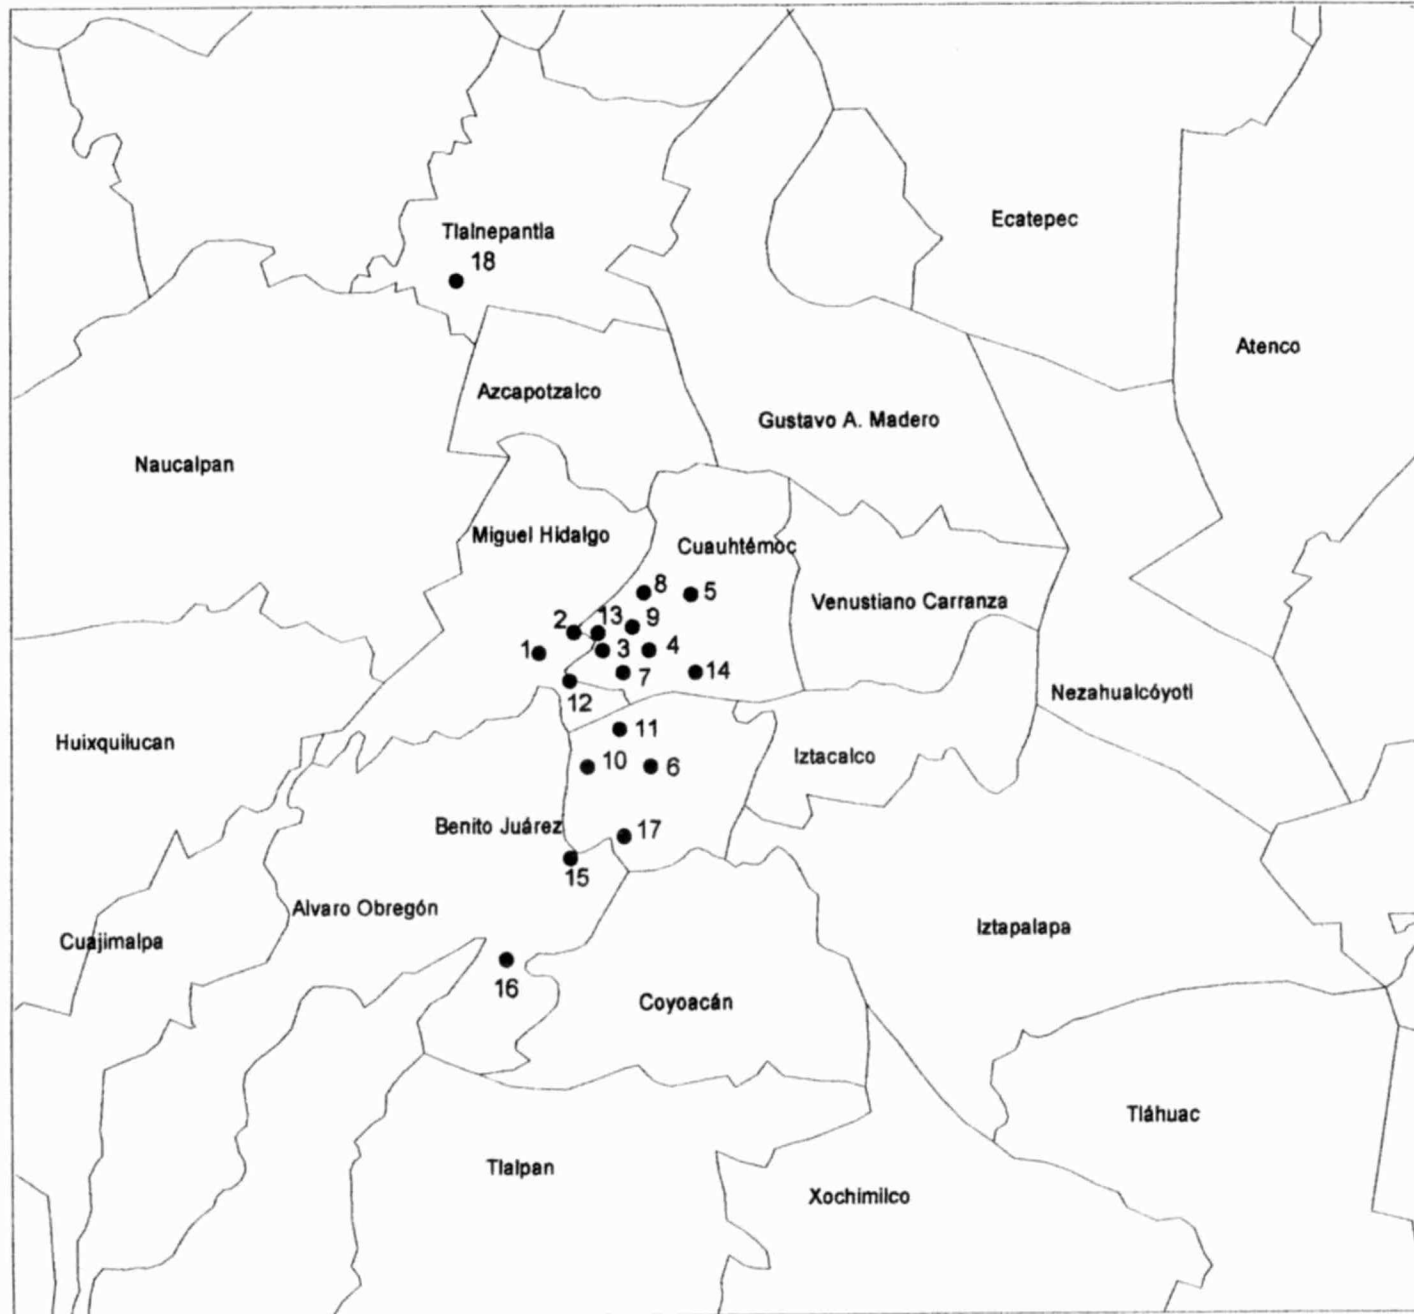 Ecatepec
Tlalnepantla
18
Atenco
Azcapotzalco
Gustavo A. Madero
Naucalpan
Miguel Hidalgo
Cuauhtémoc
8
5
Venustiano Carranza
2
13
9
1
3
4
7
14
12
Nezahualcóyotl
Huixquilucan
11
Iztacalco
10
6
Benito Juárez
17
15
Alvaro Obregón
Cuajimalpa
Iztapalapa
16
Coyoacán
Tláhuac
Tlalpan
Xochimilco